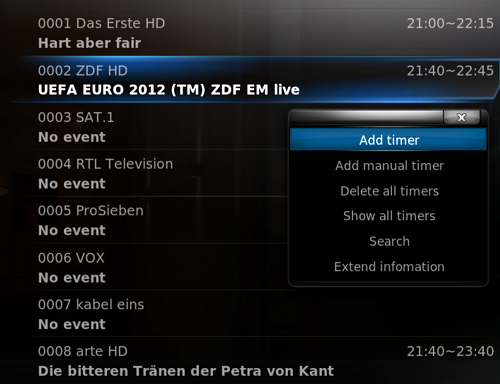 0001 Das Erste HD 21:00~22:15
Hart aber fair
0002 ZDF HD 21:40~22:45
UEFA EURO 2012 (TM) ZDF EM live
0003 SAT.1
No event
0004 RTL Television
No event
0005 ProSieben
No event
0006 VOX
No event
0007 kabel eins
No event
0008 arte HD 21:40~23:40
Die bitteren Tränen der Petra von Kant
Add timer
Add manual timer
Delete all timers
Show all timers
Search
Extend infomation